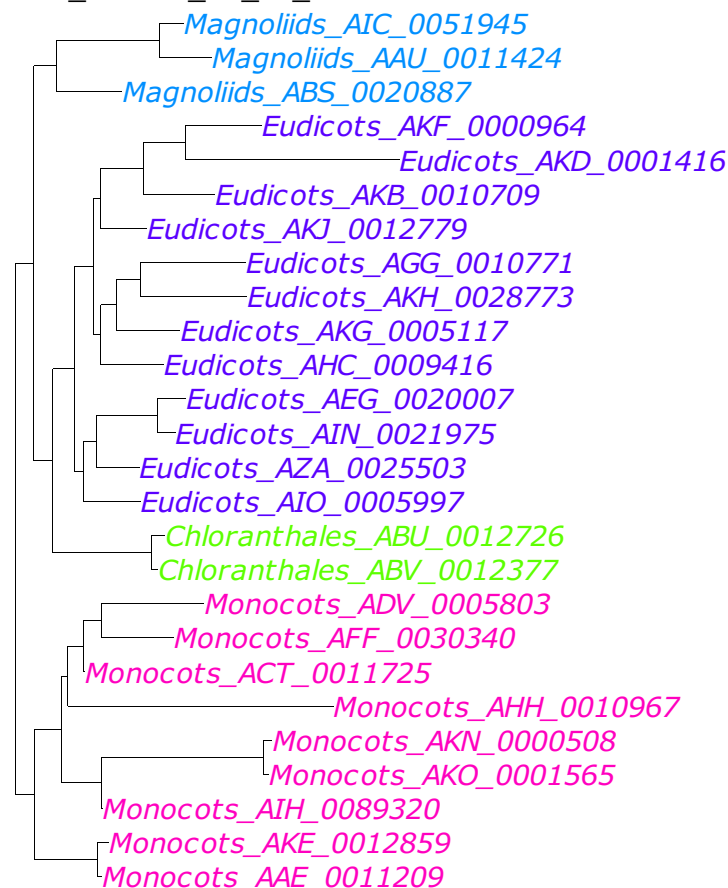 Magnoliids_AIC_0051945
Magnoliids_AAU_0011424
Magnoliids_ABS_0020887
Eudicots_AKF_0000964
Eudicots_AKD_0001416
Eudicots_AKB_0010709
Eudicots_AKJ_0012779
Eudicots_AGG_0010771
Eudicots_AKH_0028773
Eudicots_AKG_0005117
Eudicots_AHC_0009416
Eudicots_AEG_0020007
Eudicots_AIN_0021975
Eudicots_AZA_0025503
Eudicots_AIO_0005997
Chloranthales_ABU_0012726
Chloranthales_ABV_0012377
Monocots_ADV_0005803
Monocots_AFF_0030340
Monocots_ACT_0011725
Monocots_AHH_0010967
Monocots_AKN_0000508
Monocots_AKO_0001565
Monocots_AIH_0089320
Monocots_AKE_0012859
Monocots_AAE_0011209